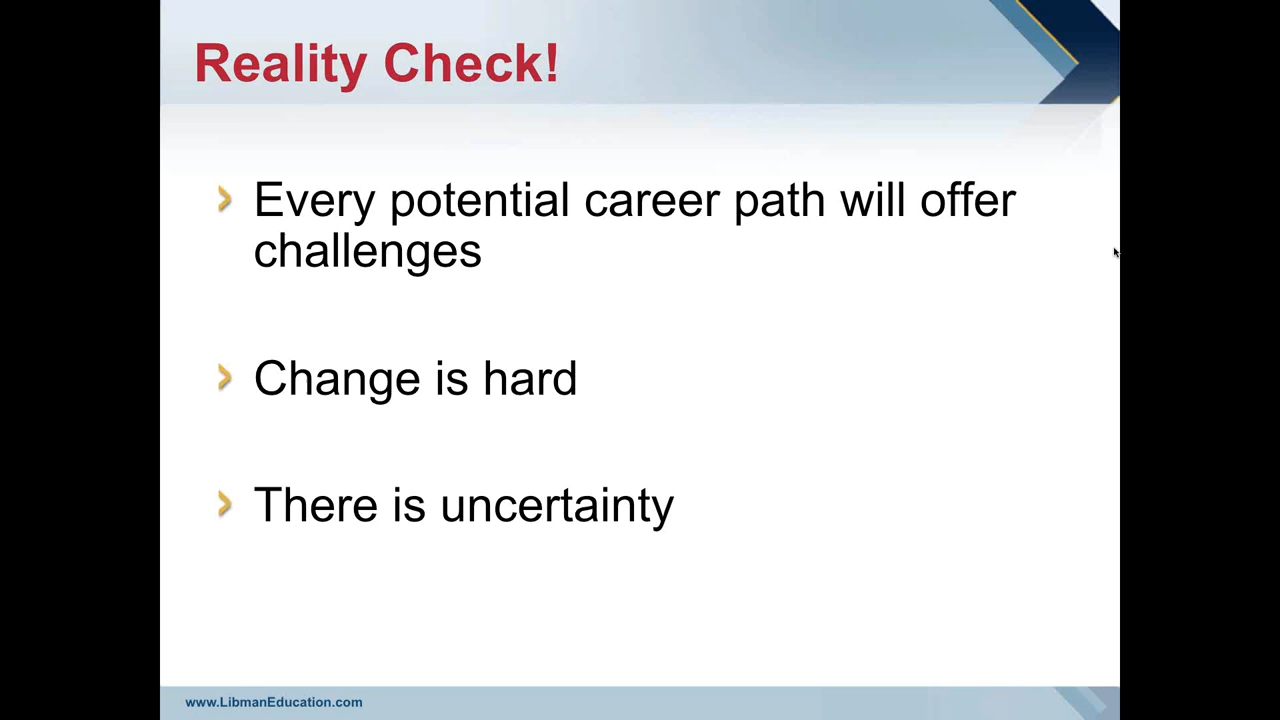 Reality Check!
Every potential career path will offer
challenges
Change is hard
There is uncertainty
www.LibmanEducation.com